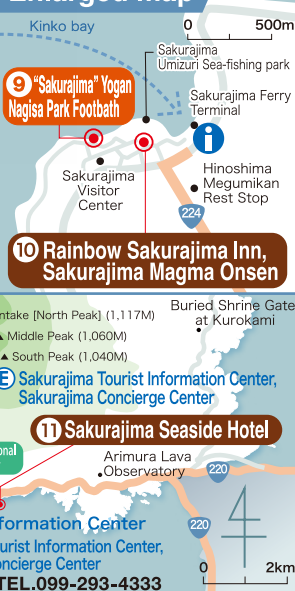 Enlarged Map
Kinko bay
0 500m
Sakurajima
Umizuri Sea-fishing park
9 "Sakurajima" Yogan
Nagisa Park Footbath
Sakurajima Ferry
Terminal
i
Sakurajima
Visitor
Center
Hinoshima
Megumikan
Rest Stop
224
10 Rainbow Sakurajima Inn,
Sakurajima Magma Onsen
ntake [North Peak] (1,117M)
Buried Shrine Gate
at Kurokami
Middle Peak (1,060M)
South Peak (1,040M)
E Sakurajima Tourist Information Center,
Sakurajima Concierge Center
11 Sakurajima Seaside Hotel
onal
Arimura Lava
Observatory
220
formation Center
220
urist Information Center,
oncierge Center
0 2km
TEL.099-293-4333